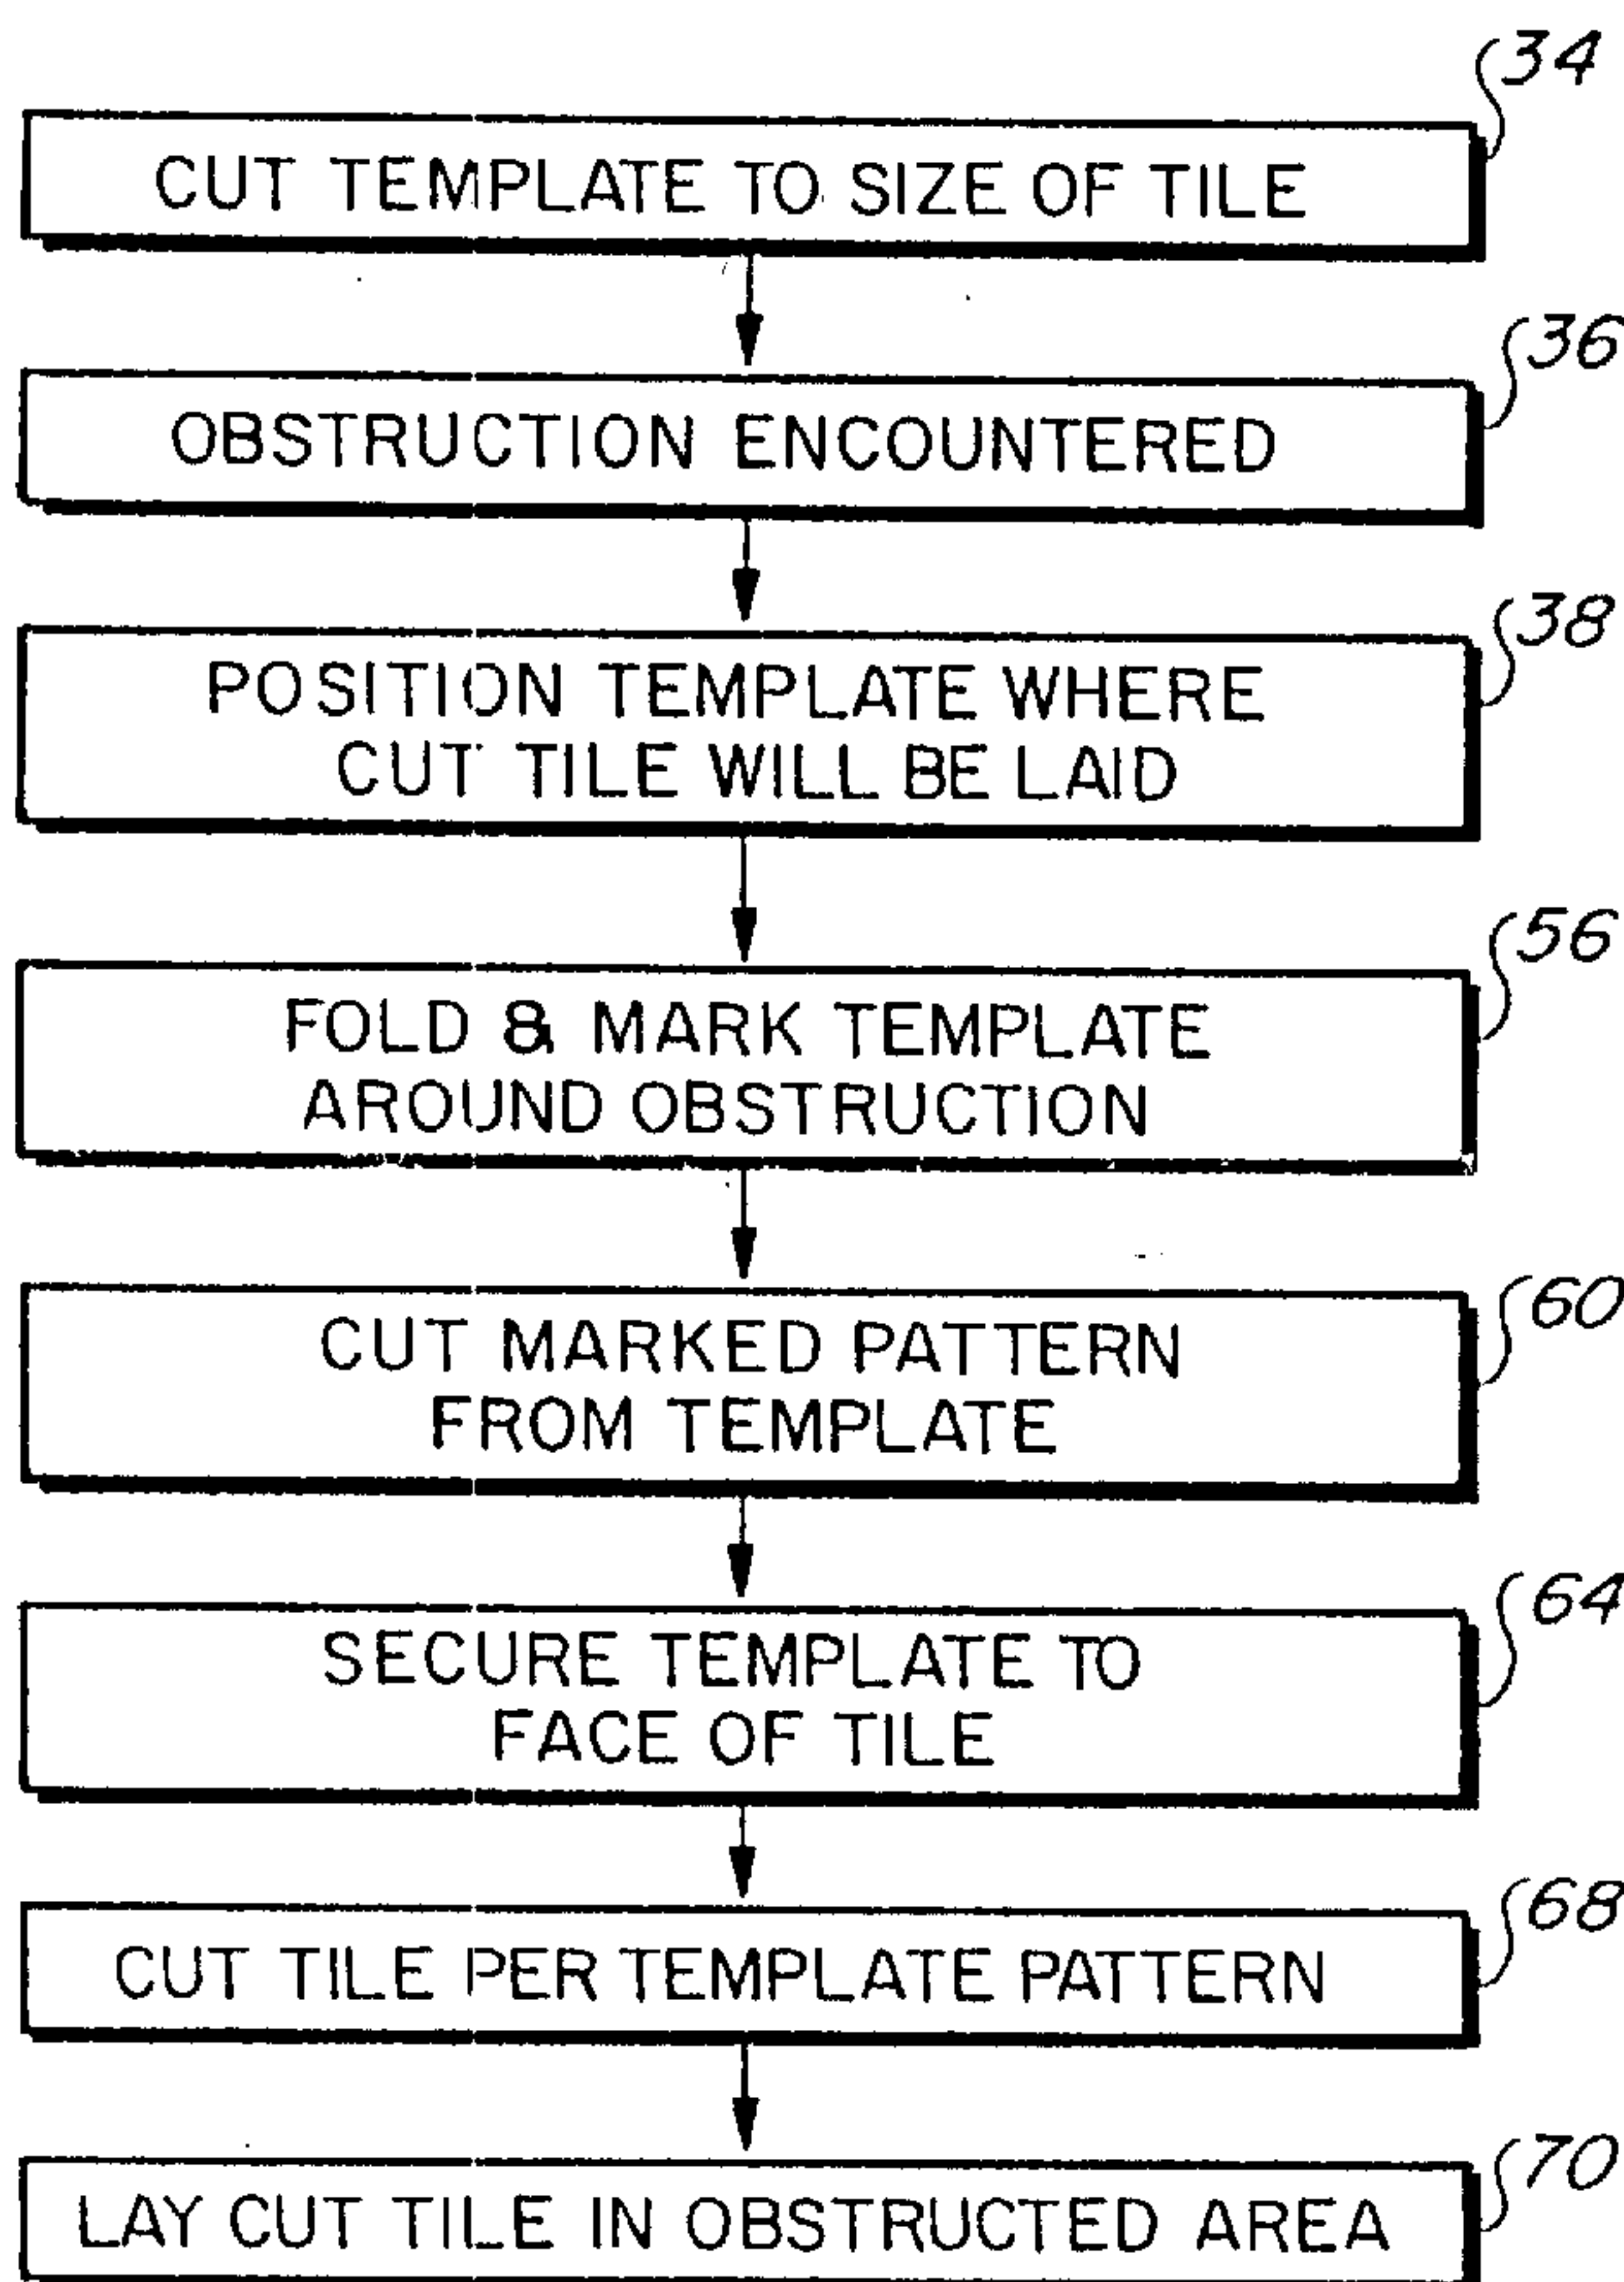 34
CUT TEMPLATE TO SIZE OF TILE
36
OBSTRUCTION ENCOUNTERED
38
POSITION TEMPLATE WHERE
CUT TILE WILL BE LAID
56
FOLD & MARK TEMPLATE
AROUND OBSTRUCTION
60
CUT MARKED PATTERN
FROM TEMPLATE
64
SECURE TEMPLATE TO
FACE OF TILE
68
CUT TILE PER TEMPLATE PATTERN
70
LAY CUT TILE IN OBSTRUCTED AREA